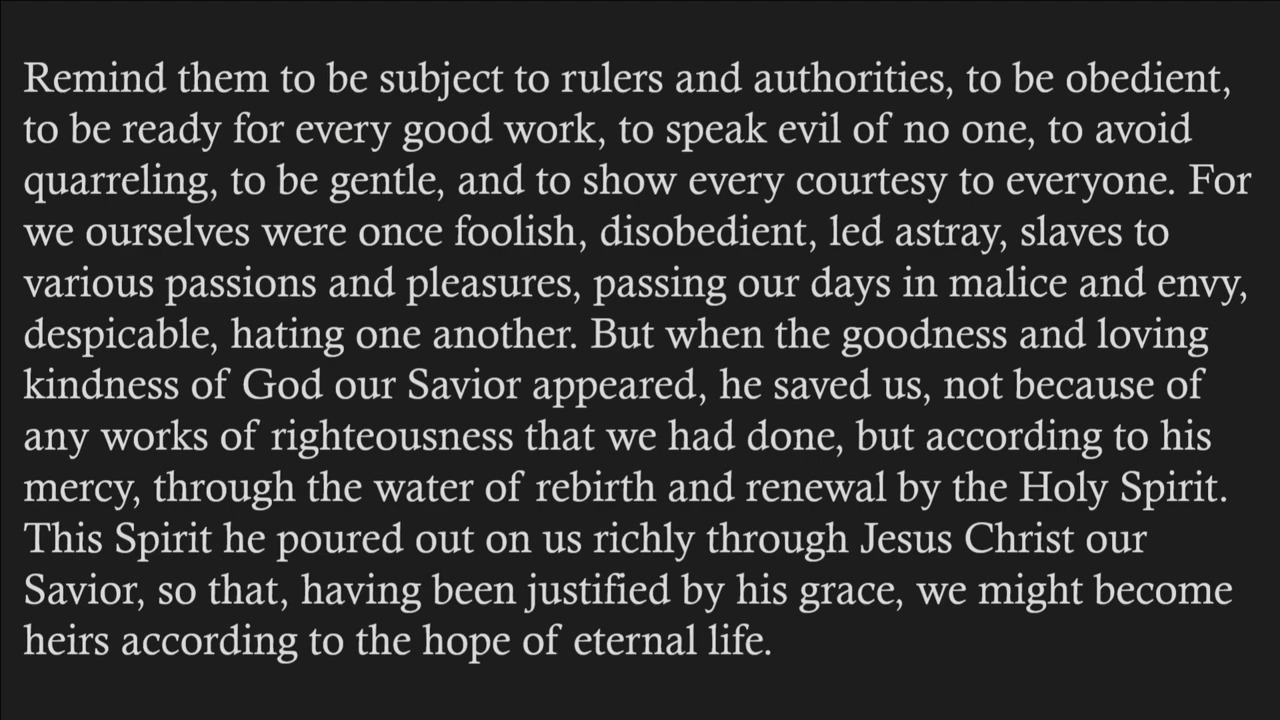 Remind them to be subject to rulers and authorities, to be obedient,
to be ready for every good work, to speak evil of no one, to avoid
quarreling, to be gentle, and to show every courtesy to everyone. For
we ourselves were once foolish, disobedient, led astray, slaves to
various passions and pleasures, passing our days in malice and envy,
despicable, hating one another. But when the goodness and loving
kindness of God our Savior appeared, he saved us, not because of
any works of righteousness that we had done, but according to his
mercy, through the water of rebirth and renewal by the Holy Spirit.
This Spirit he poured out on us richly through Jesus Christ our
Savior, so that, having been justified by his grace, we might become
heirs according to the hope of eternal life.